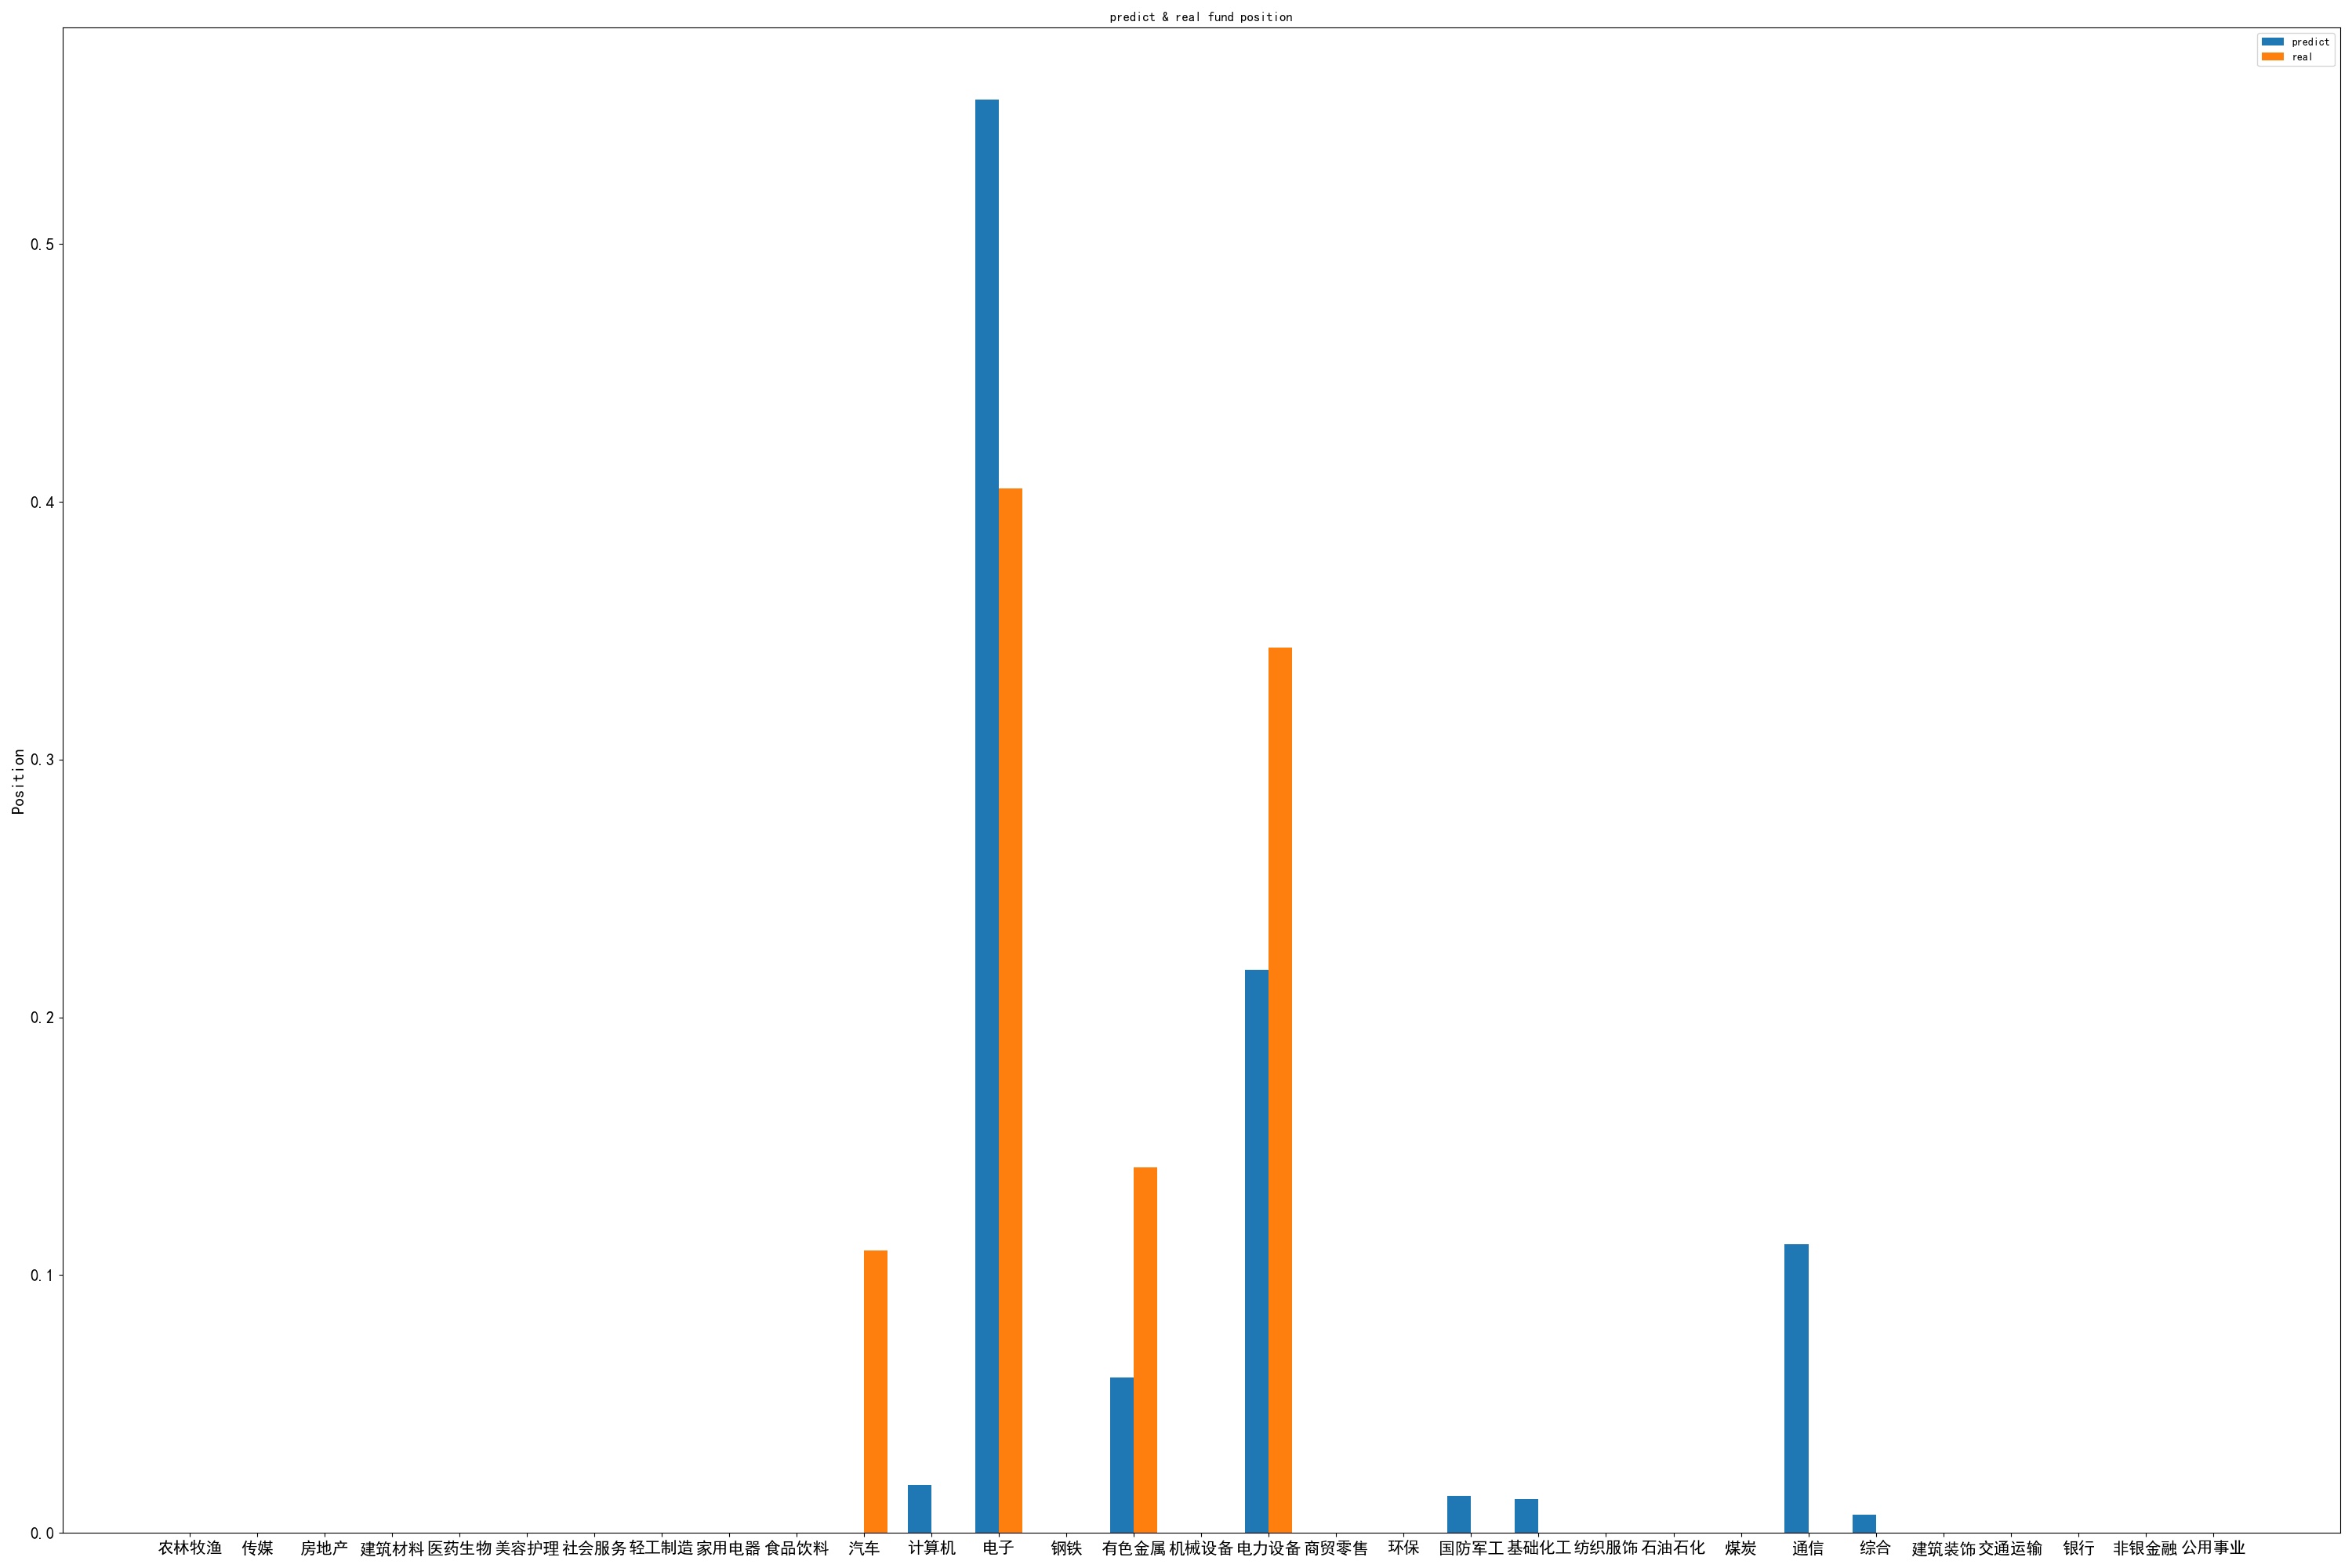 predict & real fund position
predict
real
Position
0.5
0.4
0.3
0.2
0.1
0.0
农林牧渔 传媒 房地产 建筑材料 医药生物 美容护理 社会服务 轻工制造 家用电器 食品饮料 汽车 计算机 电子 钢铁 有色金属 机械设备 电力设备 商贸零售 环保 国防军工 基础化工 纺织服饰 石油石化 煤炭 通信 综合 建筑装饰 交通运输 银行 非银金融 公用事业